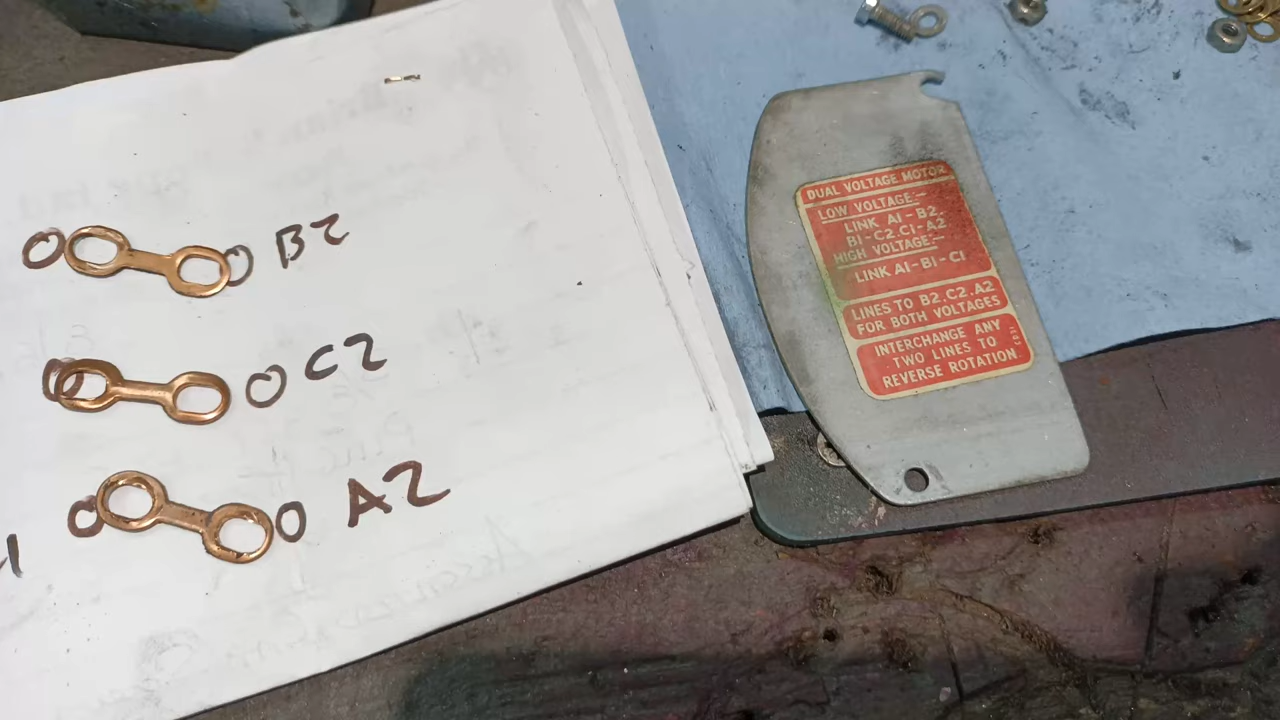 B2
C2
A2
DUAL VOLTAGE MOTOR
LOW VOLTAGE:-
LINK A1-B2.
B1-C2.C1-A2
HIGH VOLTAGE:-
LINK A1-B1-C1
LINES TO B2.C2.A2
FOR BOTH VOLTAGES
INTERCHANGE ANY
TWO LINES TO
REVERSE ROTATION